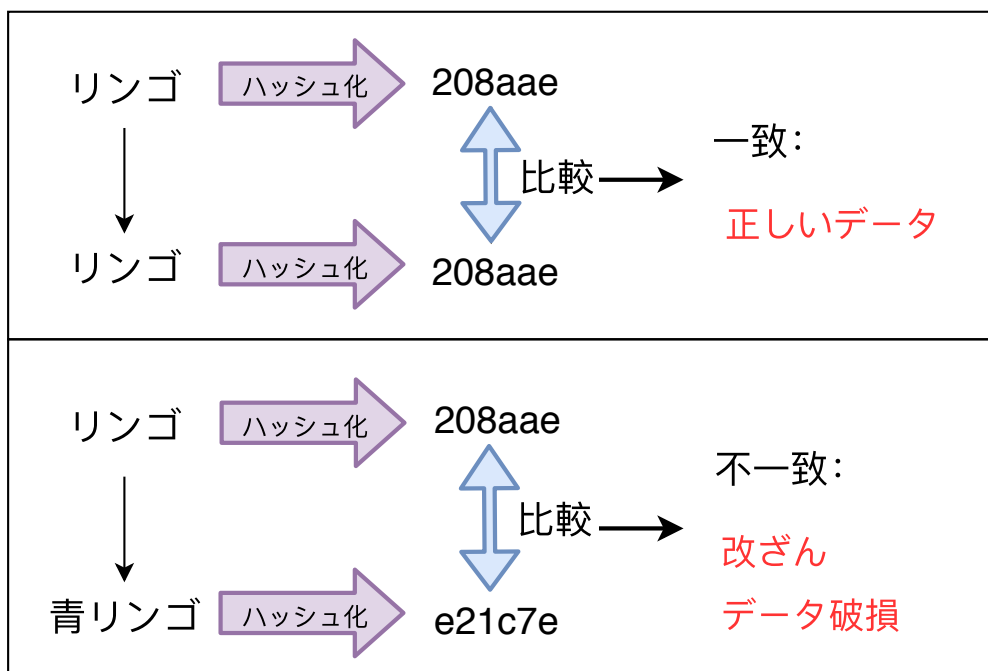 リンゴ
ハッシュ化
208aae
比較
一致：
正しいデータ
リンゴ
ハッシュ化
208aae
リンゴ
ハッシュ化
208aae
比較
不一致：
改ざん
データ破損
青リンゴ
ハッシュ化
e21c7e